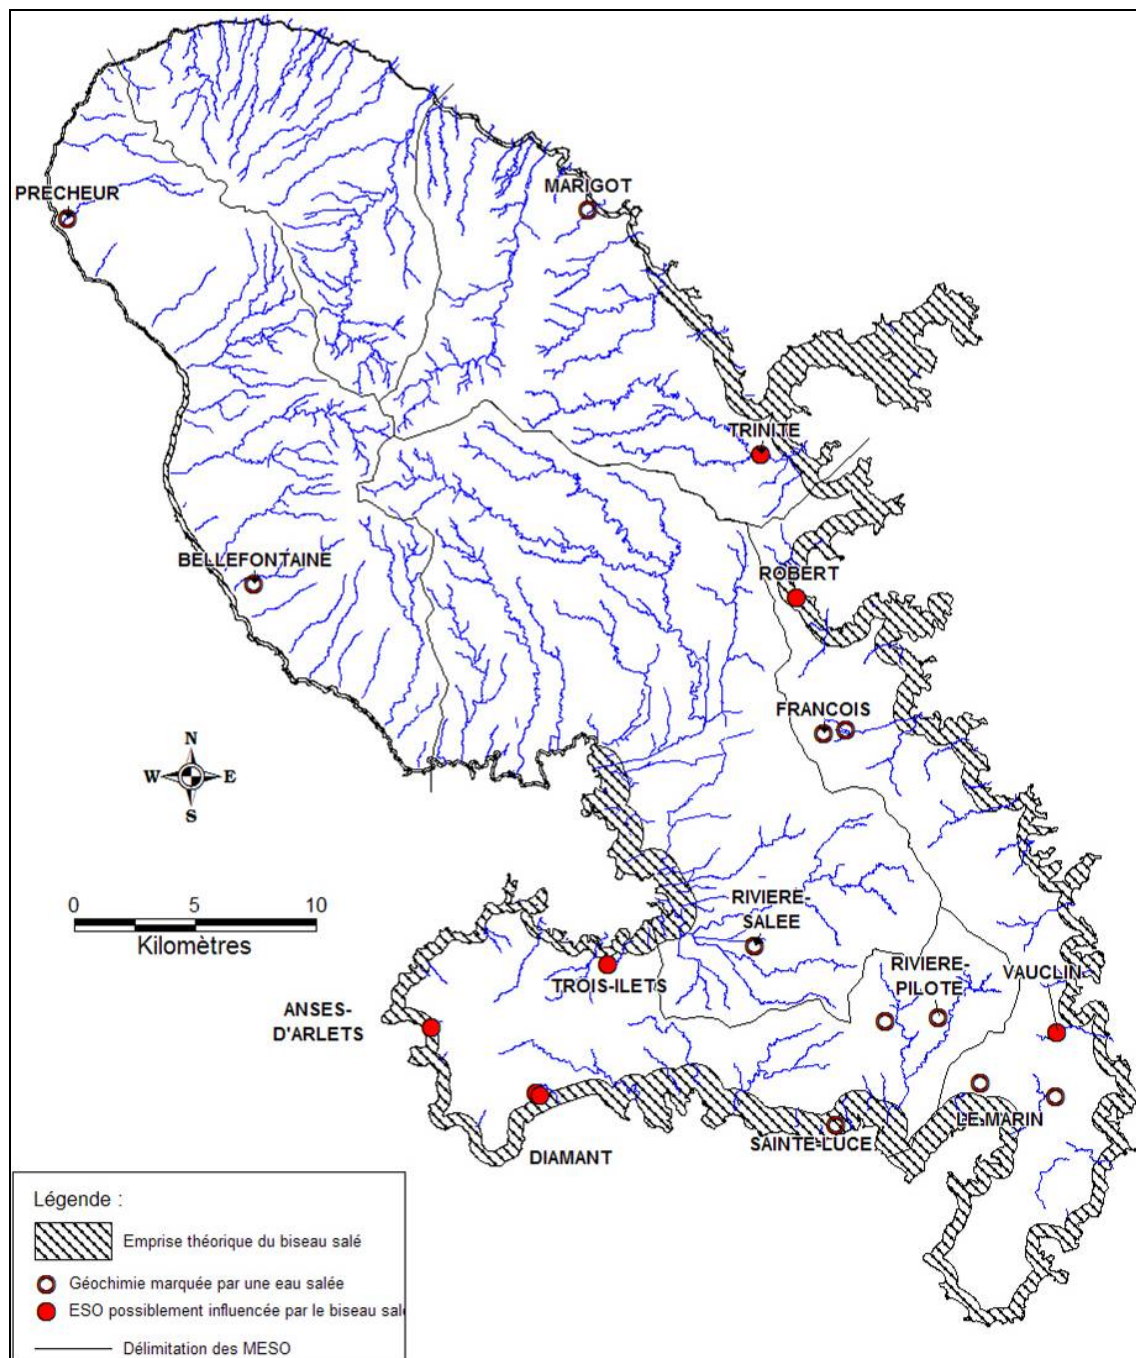 PRECHEUR
MARIGOT
TRINITE
BELLEFONTAINE
ROBERT
FRANCOIS
N
W E
S
0 5 10
Kilomètres
RIVIERE-
SALEE
RIVIERE-
PILOTE
VAUCLIN
TROIS-ILETS
ANSES-
D'ARLETS
LE MARIN
SAINTE-LUCE
DIAMANT
Légende :
Emprise théorique du biseau salé
Géochimie marquée par une eau salée
ESO possiblement influencée par le biseau salé
Délimitation des MESO